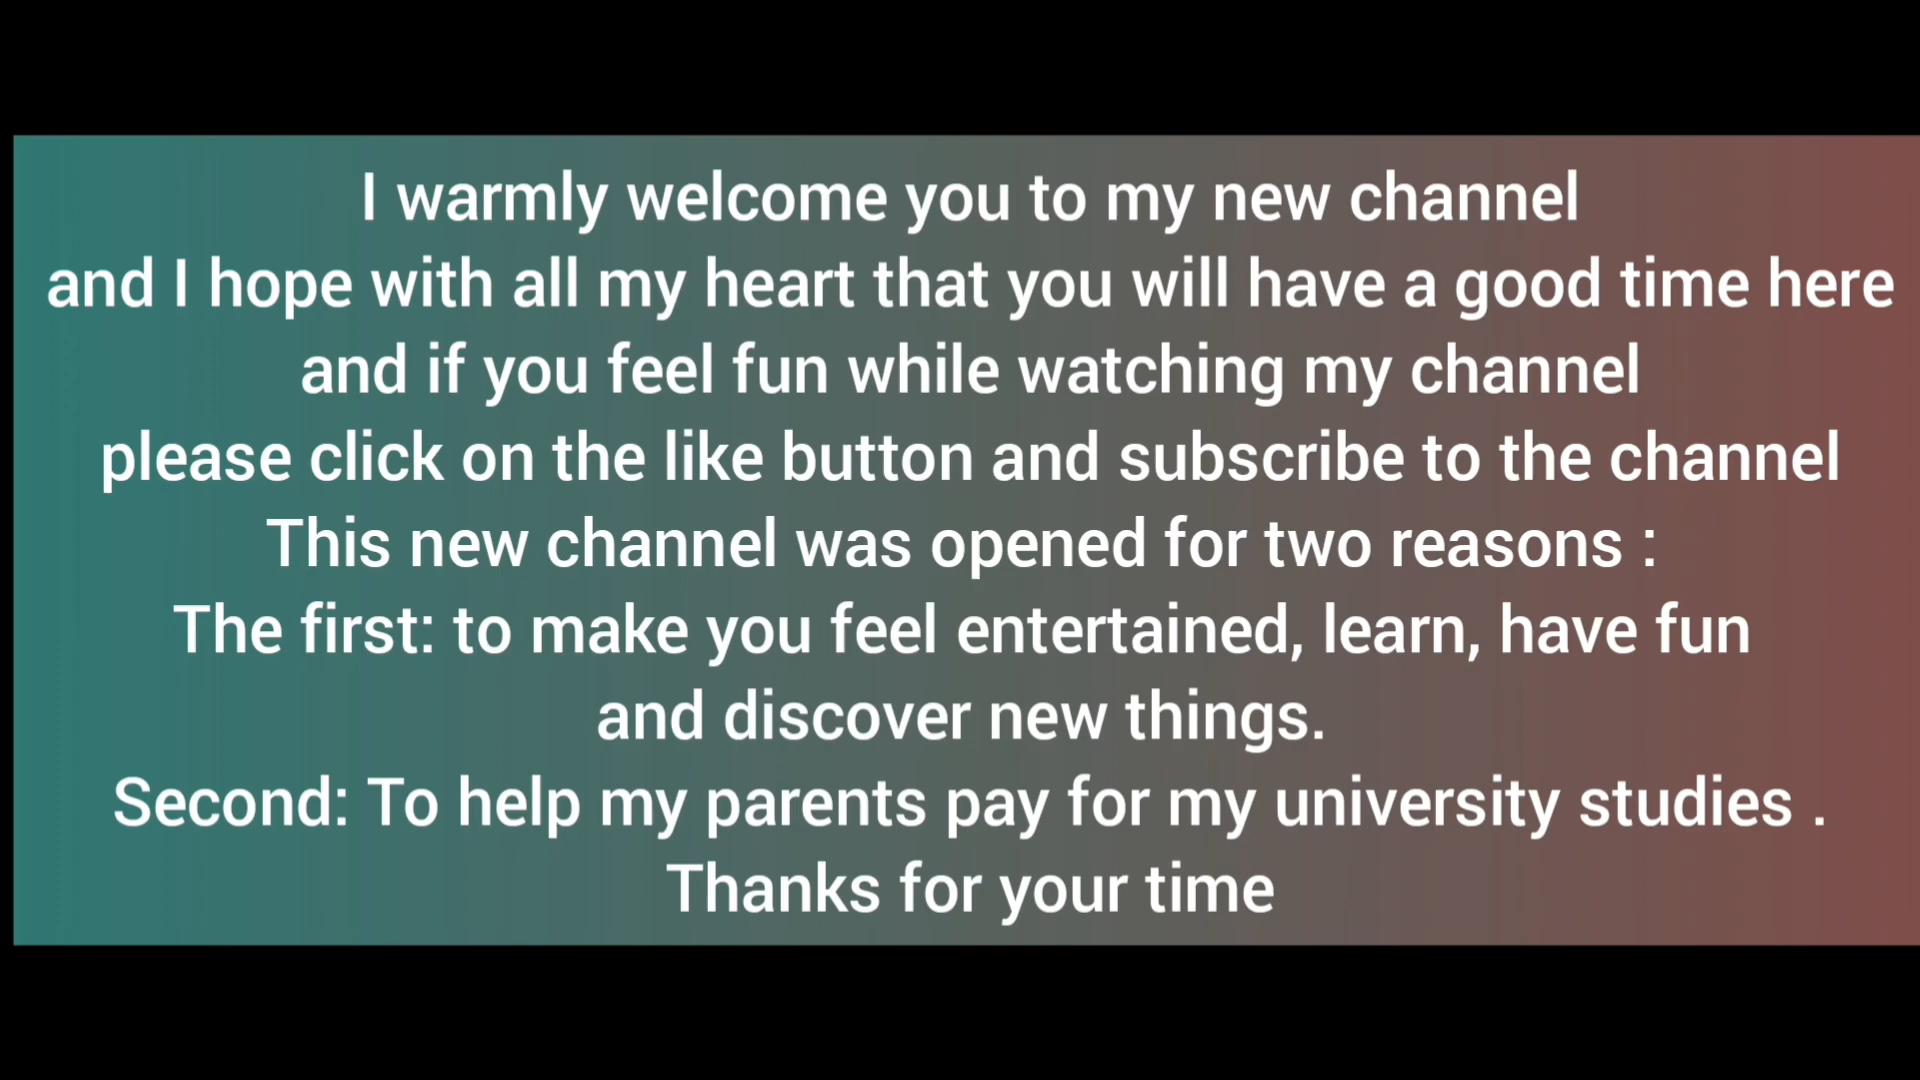 I warmly welcome you to my new channel
and I hope with all my heart that you will have a good time here
and if you feel fun while watching my channel
please click on the like button and subscribe to the channel
This new channel was opened for two reasons :
The first: to make you feel entertained, learn, have fun
and discover new things.
Second: To help my parents pay for my university studies .
Thanks for your time